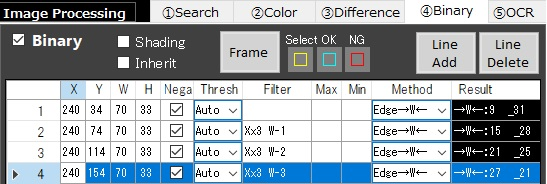 Image Processing ①Search ②Color ③Difference ④Binary ⑤OCR
Binary Shading Inherit Frame Select OK NG Line Add Line Delete
X Y W H Nega Thresh Filter Max Min Method Result
1 240 34 70 33 Auto Edge→W← →W←:9 _31
2 240 74 70 33 Auto Xx3 W-1 Edge→W← →W←:15 _28
3 240 114 70 33 Auto Xx3 W-2 Edge→W← →W←:21 _25
4 240 154 70 33 Auto Xx3 W-3 Edge→W← →W←:27 _21